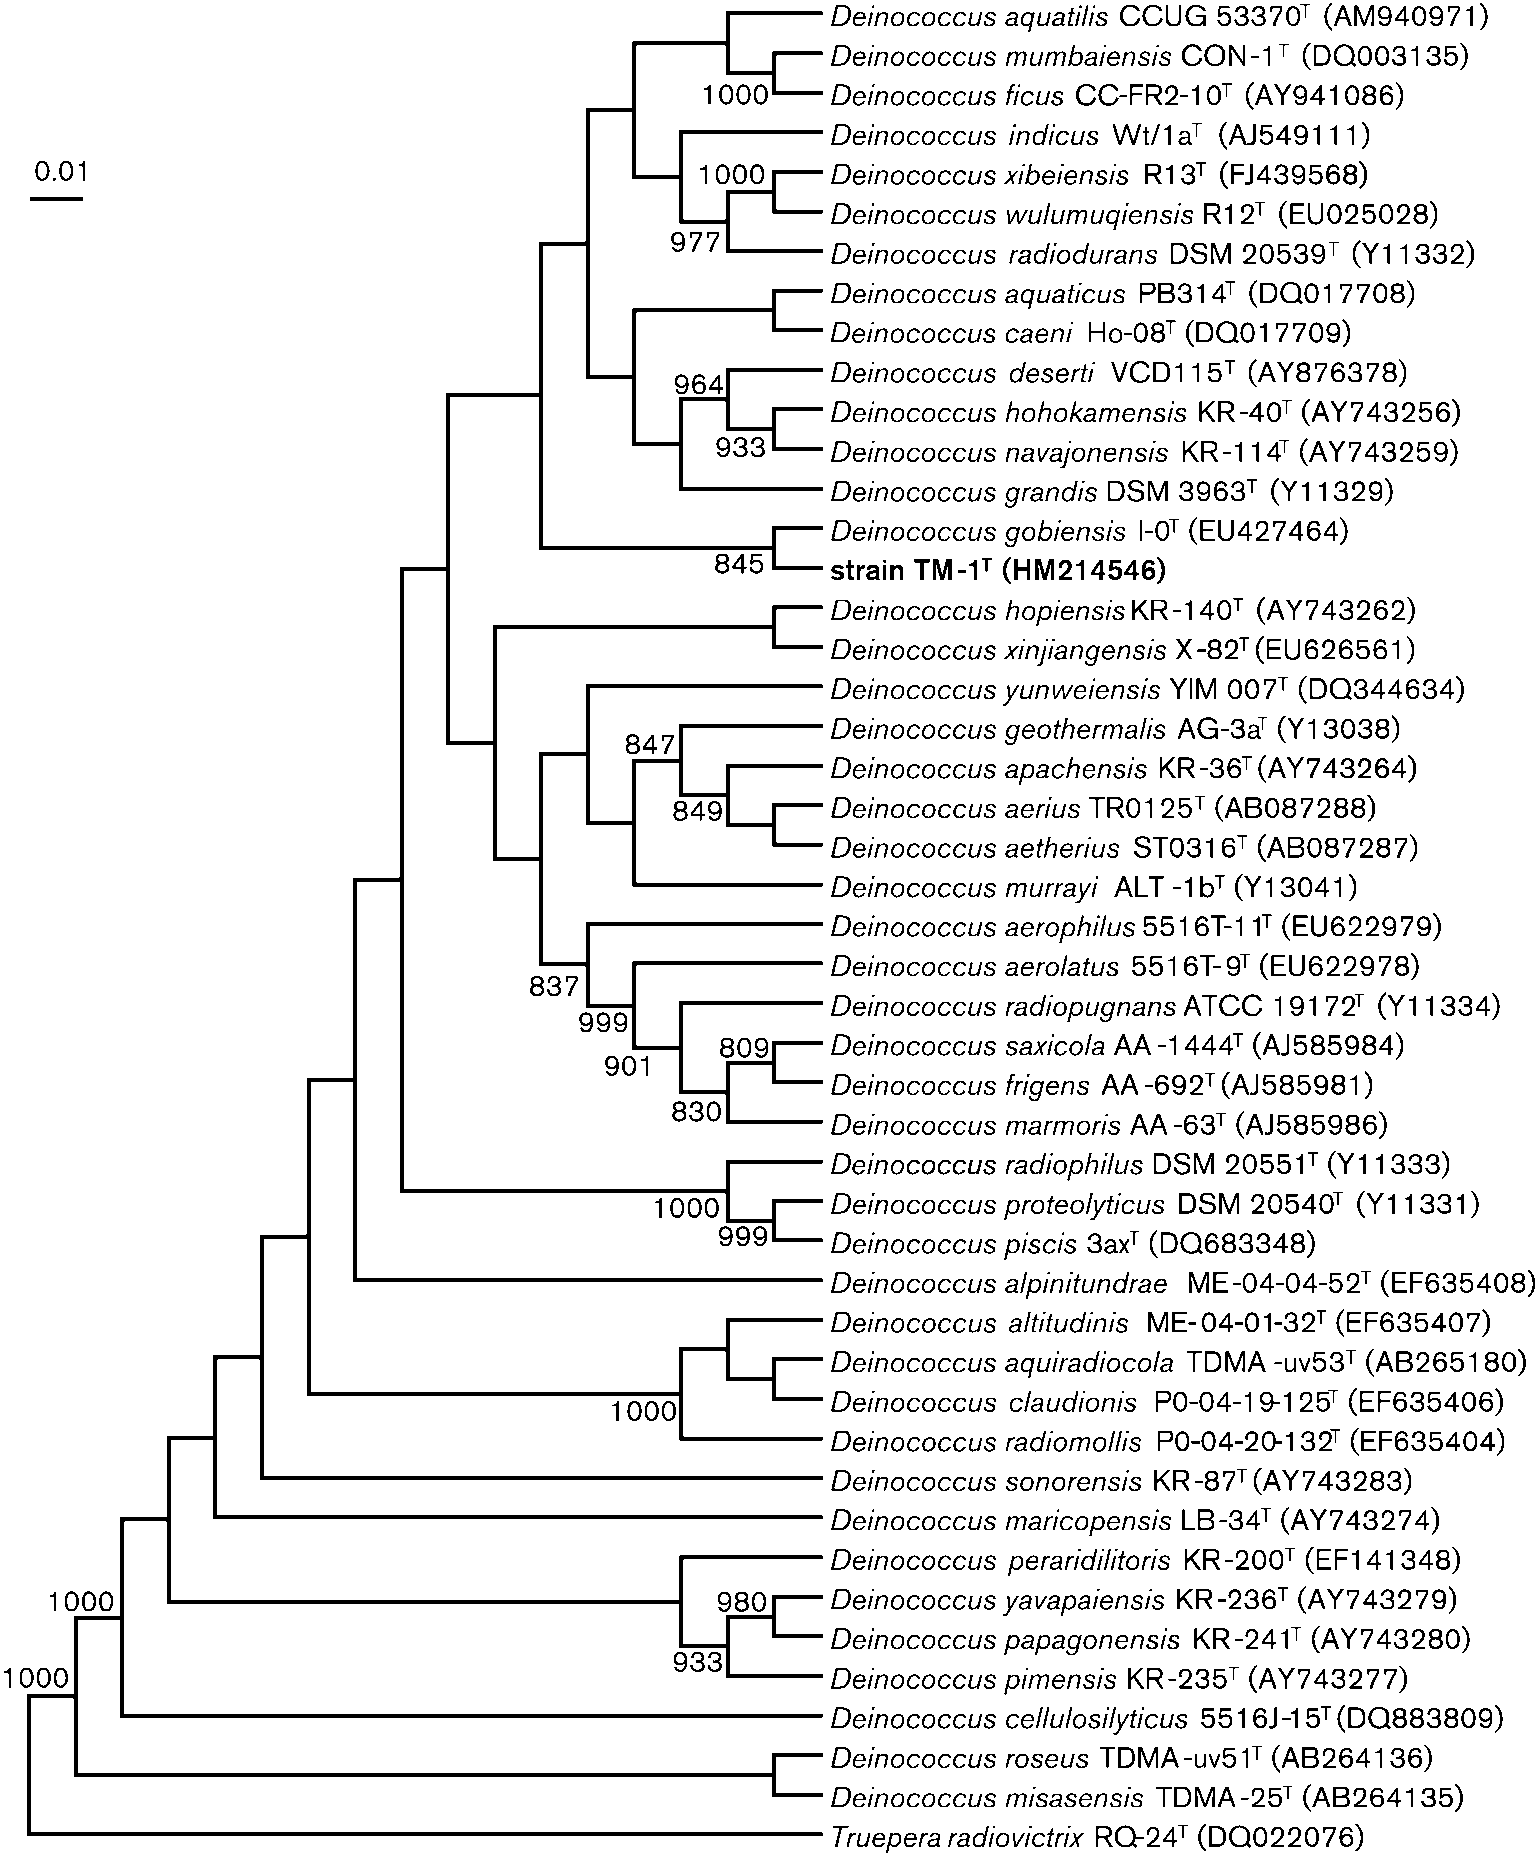 Deinococcus aquatilis CCUG 53370ᵀ (AM940971)
Deinococcus mumbaiensis CON-1ᵀ (DQ003135)
1000 Deinococcus ficus CC-FR2-10ᵀ (AY941086)
Deinococcus indicus Wt/1aᵀ (AJ549111)
0.01
1000 Deinococcus xibeiensis R13ᵀ (FJ439568)
Deinococcus wulumuqiensis R12ᵀ (EU025028)
977
Deinococcus radiodurans DSM 20539ᵀ (Y11332)
Deinococcus aquaticus PB314ᵀ (DQ017708)
Deinococcus caeni Ho-08ᵀ (DQ017709)
964
Deinococcus deserti VCD115ᵀ (AY876378)
Deinococcus hohokamensis KR-40ᵀ (AY743256)
933 Deinococcus navajonensis KR-114ᵀ (AY743259)
Deinococcus grandis DSM 3963ᵀ (Y11329)
Deinococcus gobiensis I-0ᵀ (EU427464)
845 strain TM-1ᵀ (HM214546)
Deinococcus hopiensis KR-140ᵀ (AY743262)
Deinococcus xinjiangensis X-82ᵀ (EU626561)
Deinococcus yunweiensis YIM 007ᵀ (DQ344634)
Deinococcus geothermalis AG-3aᵀ (Y13038)
847
Deinococcus apachensis KR-36ᵀ (AY743264)
849 Deinococcus aerius TR0125ᵀ (AB087288)
Deinococcus aetherius ST0316ᵀ (AB087287)
Deinococcus murrayi ALT-1bᵀ (Y13041)
Deinococcus aerophilus 5516T-11ᵀ (EU622979)
Deinococcus aerolatus 5516T-9ᵀ (EU622978)
837
Deinococcus radiopugnans ATCC 19172ᵀ (Y11334)
999
809 Deinococcus saxicola AA-1444ᵀ (AJ585984)
901
Deinococcus frigens AA-692ᵀ (AJ585981)
830
Deinococcus marmoris AA-63ᵀ (AJ585986)
Deinococcus radiophilus DSM 20551ᵀ (Y11333)
1000 Deinococcus proteolyticus DSM 20540ᵀ (Y11331)
999 Deinococcus piscis 3axᵀ (DQ683348)
Deinococcus alpinitundrae ME-04-04-52ᵀ (EF635408)
Deinococcus altitudinis ME-04-01-32ᵀ (EF635407)
Deinococcus aquiradiocola TDMA-uv53ᵀ (AB265180)
Deinococcus claudionis P0-04-19-125ᵀ (EF635406)
1000
Deinococcus radiomollis P0-04-20-132ᵀ (EF635404)
Deinococcus sonorensis KR-87ᵀ (AY743283)
Deinococcus maricopensis LB-34ᵀ (AY743274)
Deinococcus peraridilitoris KR-200ᵀ (EF141348)
1000 980 Deinococcus yavapaiensis KR-236ᵀ (AY743279)
Deinococcus papagonensis KR-241ᵀ (AY743280)
933
1000 Deinococcus pimensis KR-235ᵀ (AY743277)
Deinococcus cellulosilyticus 5516J-15ᵀ (DQ883809)
Deinococcus roseus TDMA-uv51ᵀ (AB264136)
Deinococcus misasensis TDMA-25ᵀ (AB264135)
Truepera radiovictrix RQ-24ᵀ (DQ022076)